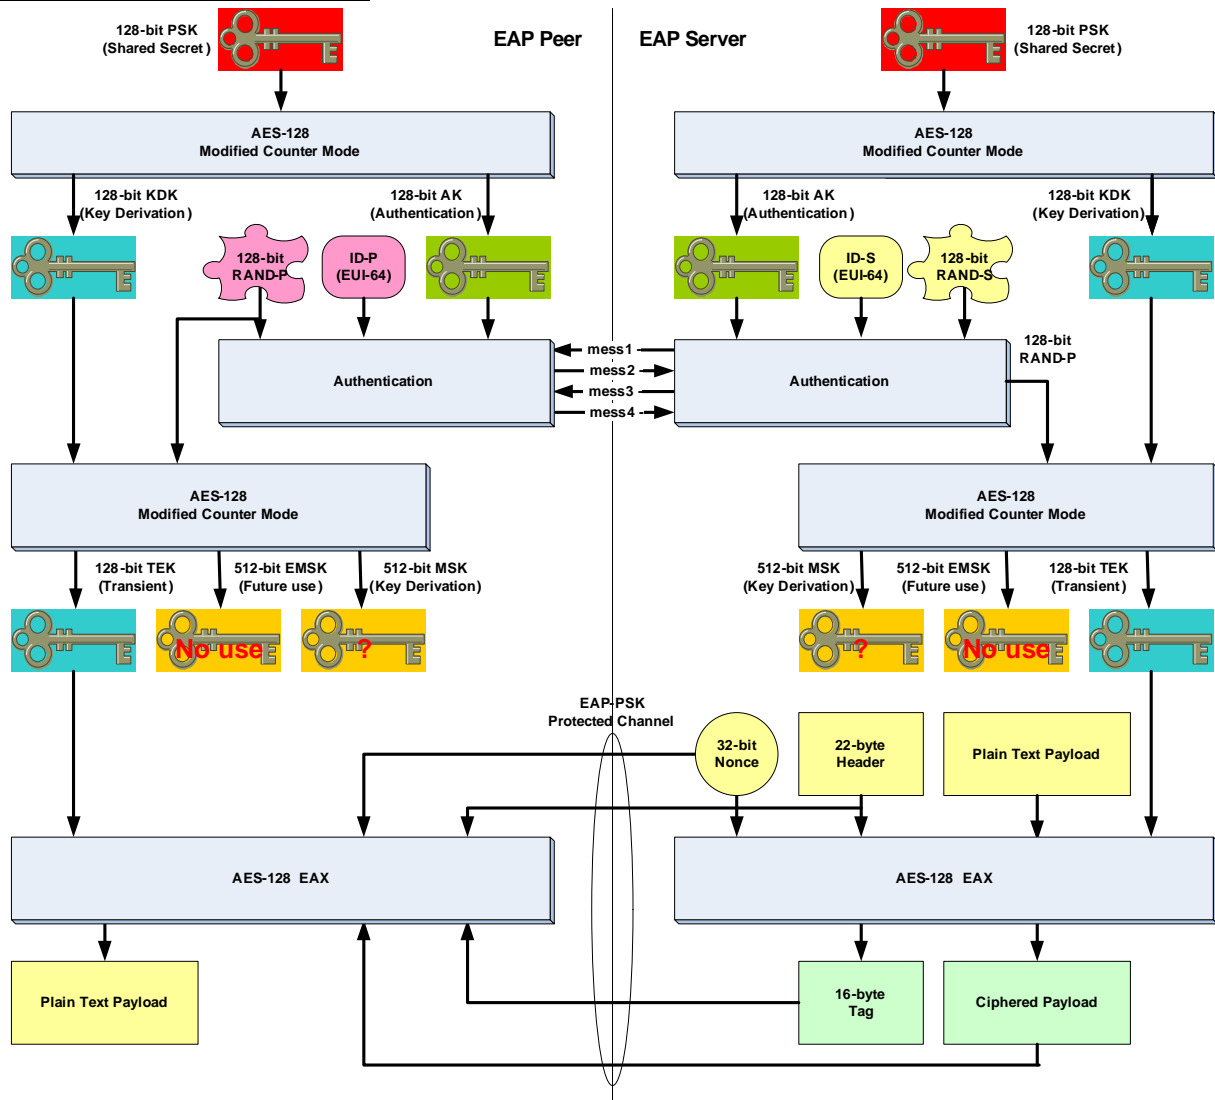 128-bit PSK
(Shared Secret)
EAP Peer
EAP Server
128-bit PSK
(Shared Secret)
AES-128
Modified Counter Mode
AES-128
Modified Counter Mode
128-bit KDK
(Key Derivation)
128-bit AK
(Authentication)
128-bit AK
(Authentication)
128-bit KDK
(Key Derivation)
128-bit
RAND-P
ID-P
(EUI-64)
ID-S
(EUI-64)
128-bit
RAND-S
Authentication
mess1
mess2
mess3
mess4
Authentication
128-bit
RAND-P
AES-128
Modified Counter Mode
AES-128
Modified Counter Mode
128-bit TEK
(Transient)
512-bit EMSK
(Future use)
512-bit MSK
(Key Derivation)
512-bit MSK
(Key Derivation)
512-bit EMSK
(Future use)
128-bit TEK
(Transient)
No use
?
?
No use
EAP-PSK
Protected Channel
32-bit
Nonce
22-byte
Header
Plain Text Payload
AES-128 EAX
AES-128 EAX
Plain Text Payload
16-byte
Tag
Ciphered Payload